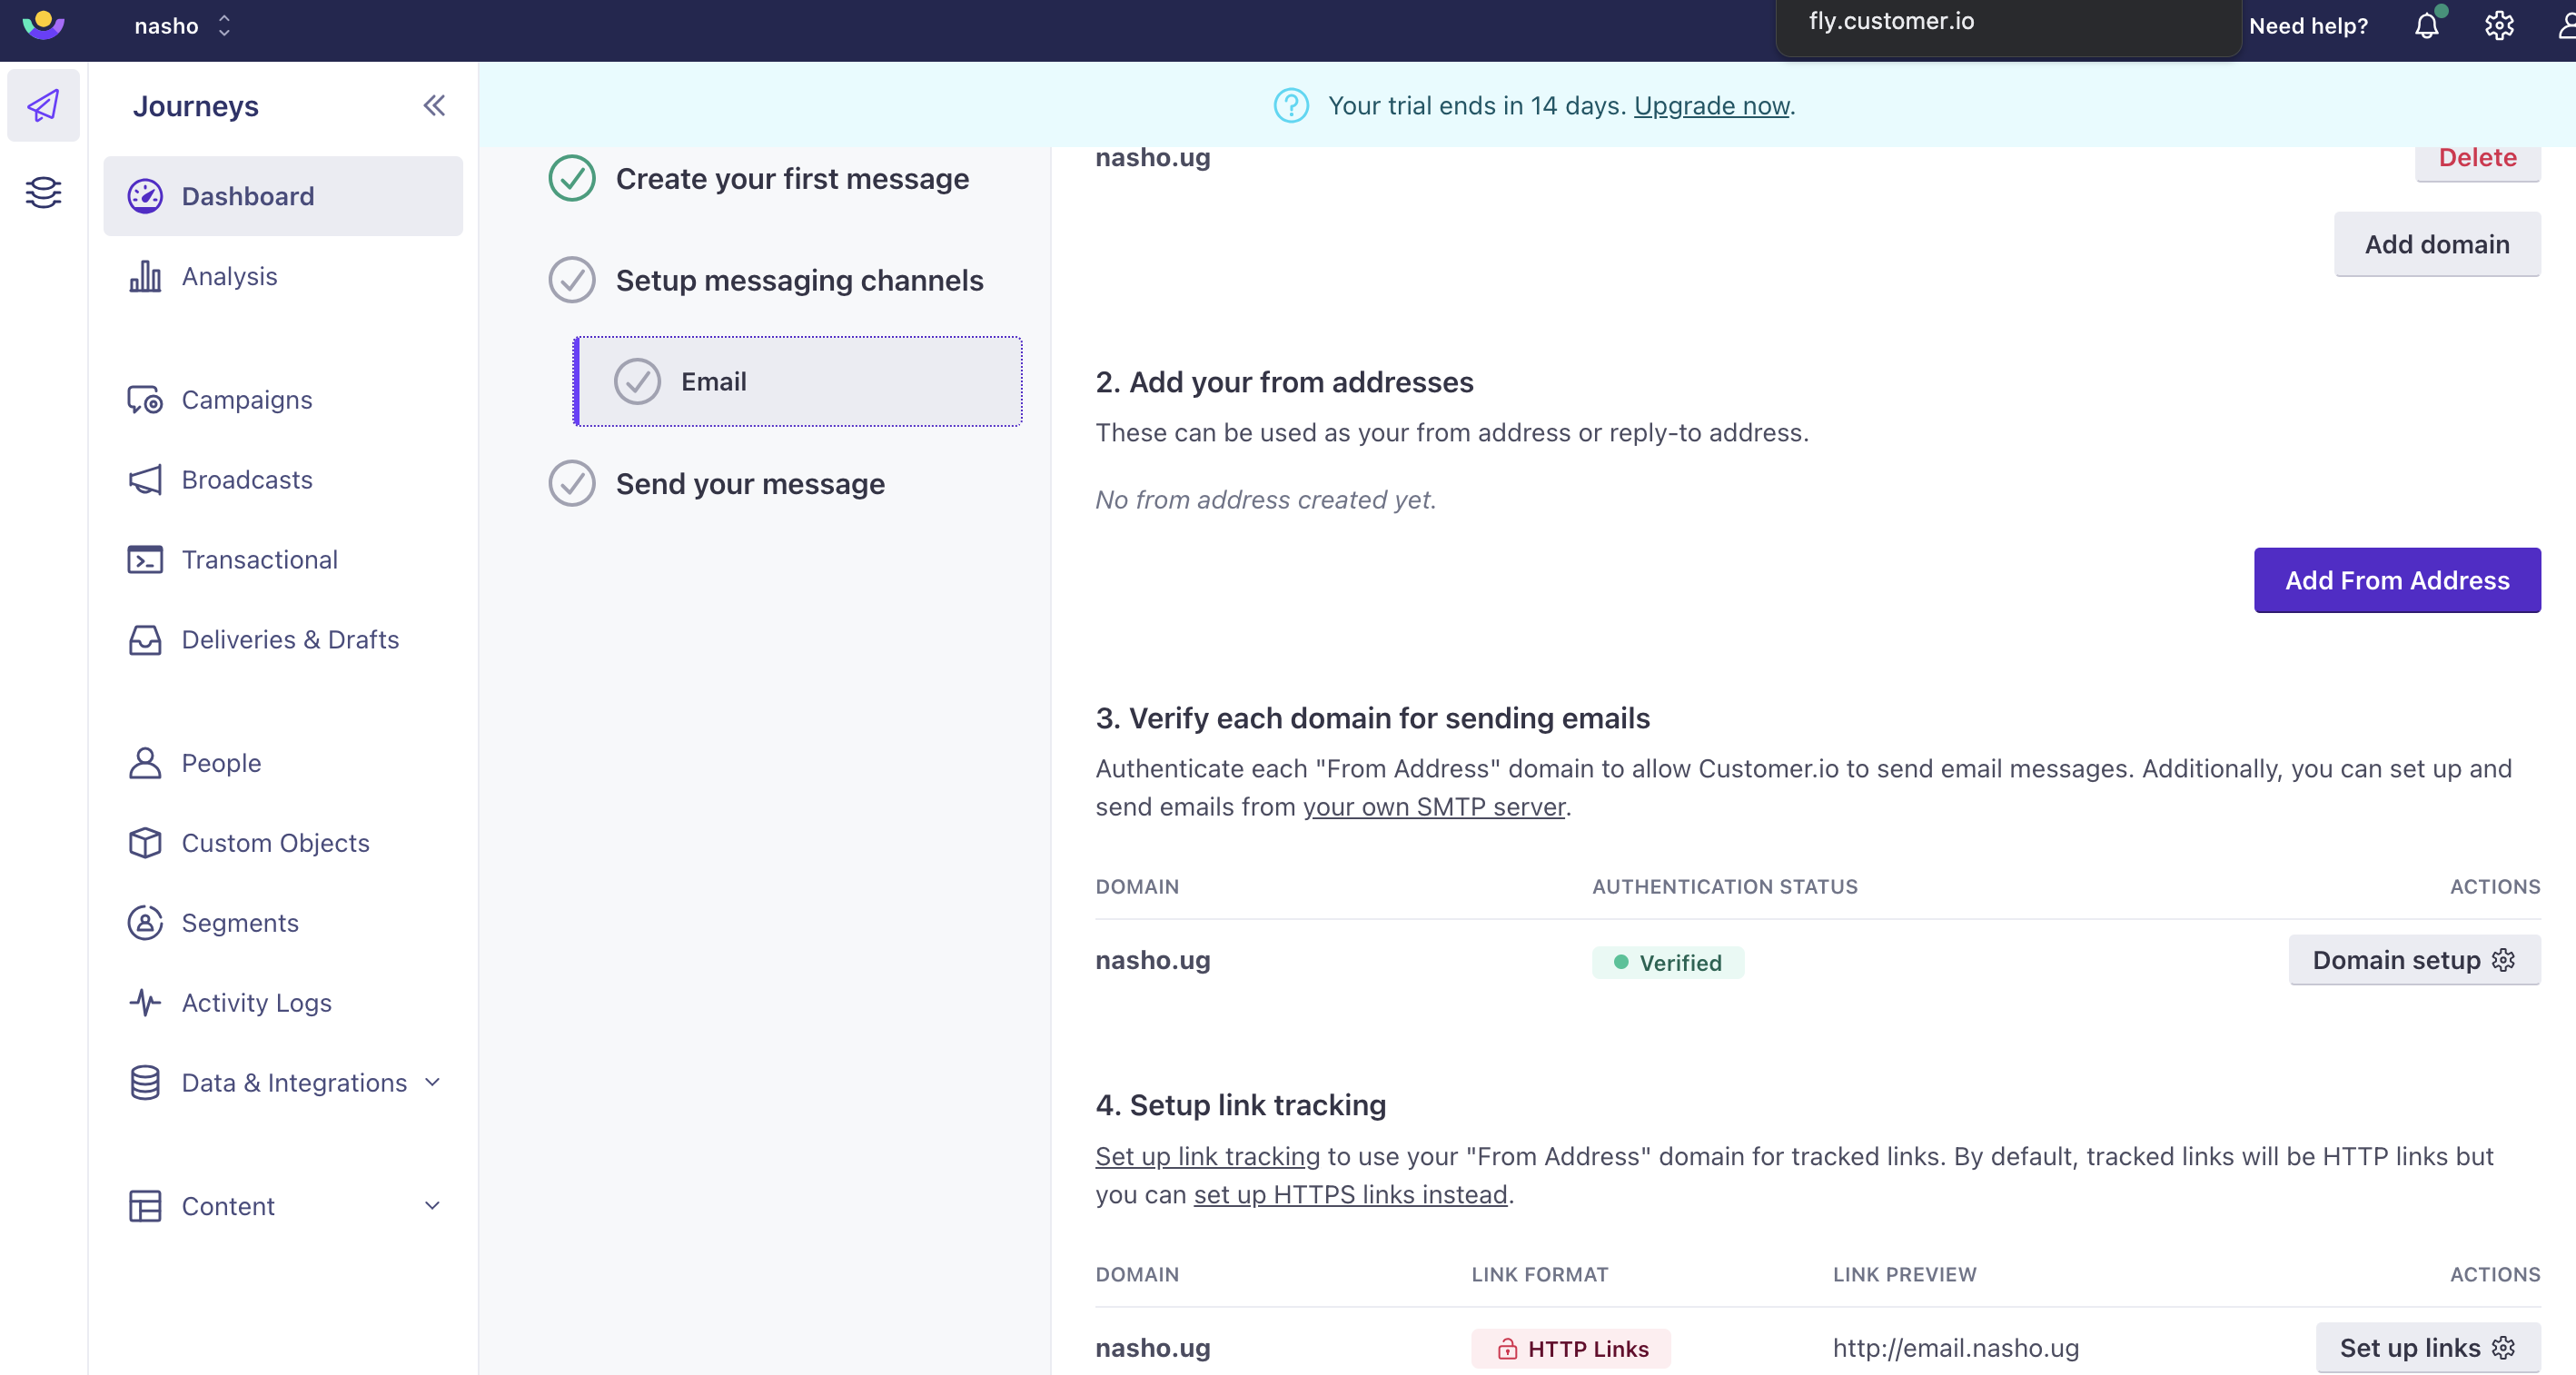 nasho
fly.customer.io
Need help?
Journeys
Dashboard
Analysis
Campaigns
Broadcasts
Transactional
Deliveries & Drafts
People
Custom Objects
Segments
Activity Logs
Data & Integrations
Content
Your trial ends in 14 days. Upgrade now.
Create your first message
Setup messaging channels
Email
Send your message
nasho.ug
Delete
Add domain
2. Add your from addresses
These can be used as your from address or reply-to address.
No from address created yet.
Add From Address
3. Verify each domain for sending emails
Authenticate each "From Address" domain to allow Customer.io to send email messages. Additionally, you can set up and
send emails from your own SMTP server.
DOMAIN AUTHENTICATION STATUS ACTIONS
nasho.ug Verified Domain setup
4. Setup link tracking
Set up link tracking to use your "From Address" domain for tracked links. By default, tracked links will be HTTP links but
you can set up HTTPS links instead.
DOMAIN LINK FORMAT LINK PREVIEW ACTIONS
nasho.ug HTTP Links http://email.nasho.ug Set up links